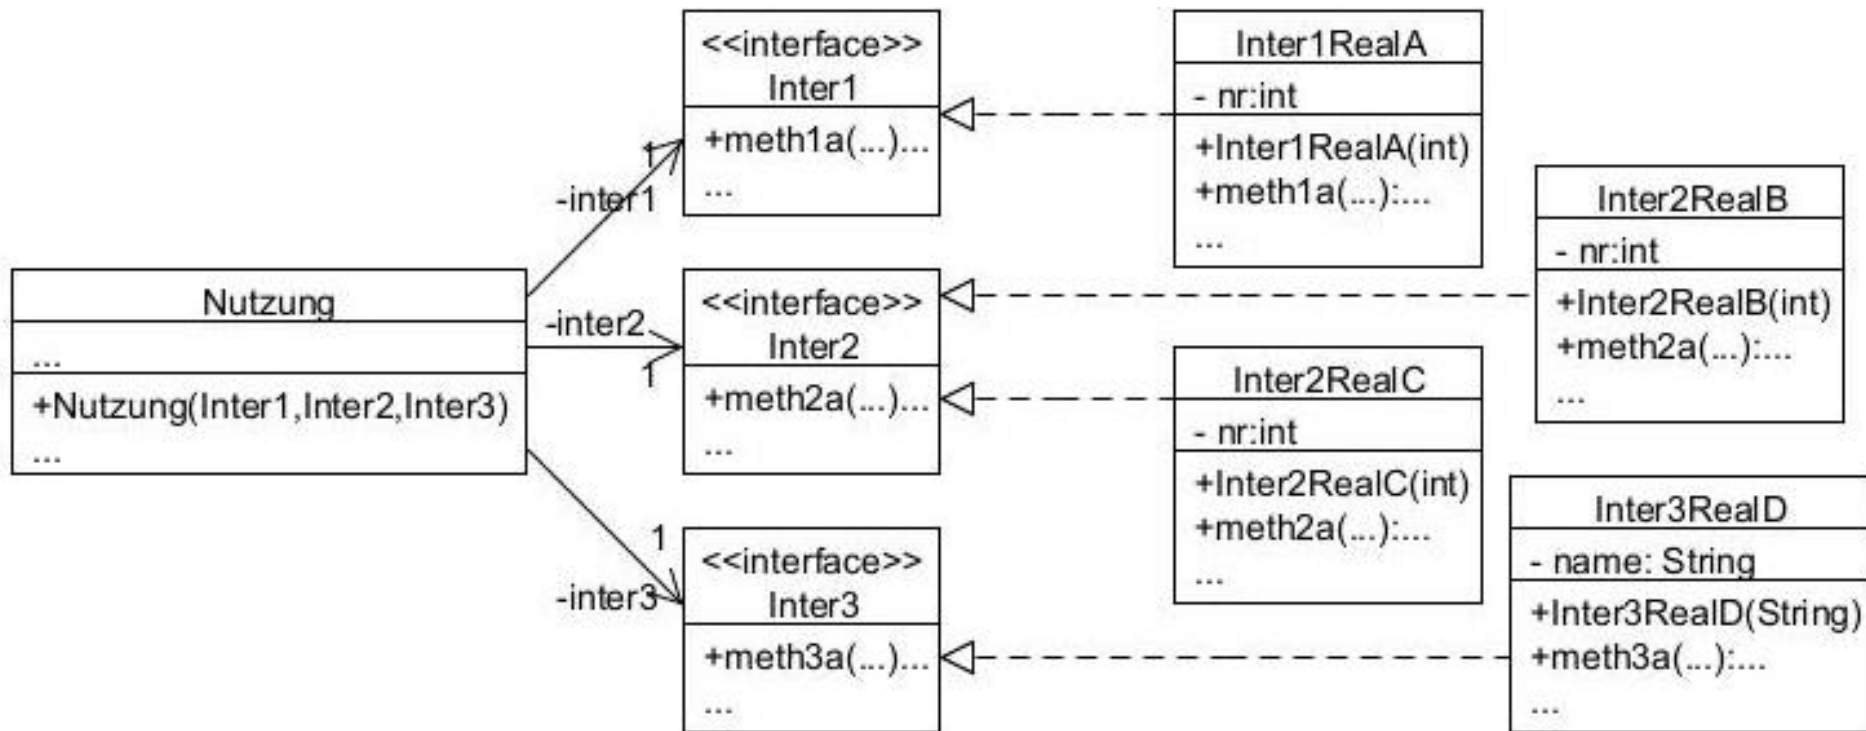 Nutzung
...
+Nutzung(Inter1,Inter2,Inter3)
...
-inter1
1
-inter2
1
-inter3
1
<<interface>>
Inter1
+meth1a(...)...
...
<<interface>>
Inter2
+meth2a(...)...
...
<<interface>>
Inter3
+meth3a(...)...
...
Inter1RealA
- nr:int
+Inter1RealA(int)
+meth1a(...):...
...
Inter2RealB
- nr:int
+Inter2RealB(int)
+meth2a(...):...
...
Inter2RealC
- nr:int
+Inter2RealC(int)
+meth2a(...):...
...
Inter3RealD
- name: String
+Inter3RealD(String)
+meth3a(...):...
...